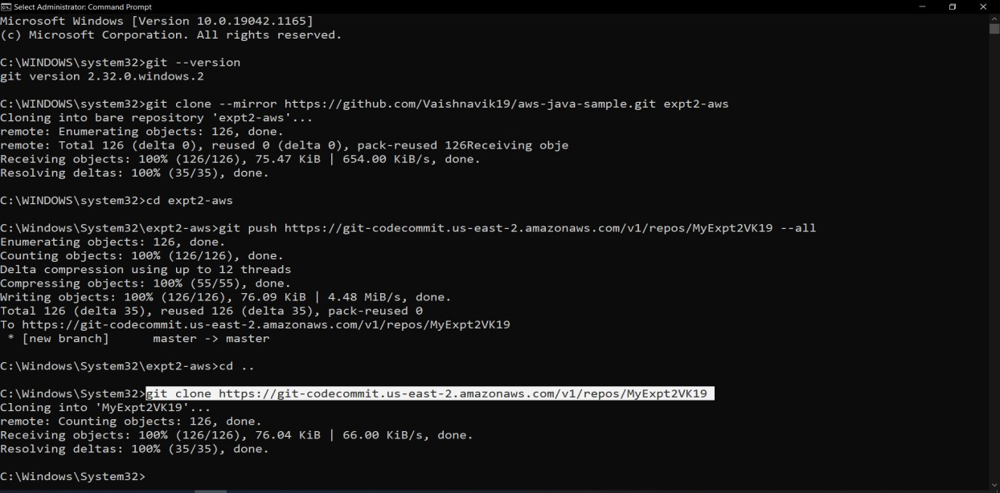 Select Administrator: Command Prompt
Microsoft Windows [Version 10.0.19042.1165]
(c) Microsoft Corporation. All rights reserved.
C:\WINDOWS\system32>git --version
git version 2.32.0.windows.2
C:\WINDOWS\system32>git clone --mirror https://github.com/Vaishnavik19/aws-java-sample.git expt2-aws
Cloning into bare repository 'expt2-aws'...
remote: Enumerating objects: 126, done.
remote: Total 126 (delta 0), reused 0 (delta 0), pack-reused 126Receiving obje
Receiving objects: 100% (126/126), 75.47 KiB | 654.00 KiB/s, done.
Resolving deltas: 100% (35/35), done.
C:\WINDOWS\system32>cd expt2-aws
C:\Windows\System32\expt2-aws>git push https://git-codecommit.us-east-2.amazonaws.com/v1/repos/MyExpt2VK19 --all
Enumerating objects: 126, done.
Counting objects: 100% (126/126), done.
Delta compression using up to 12 threads
Compressing objects: 100% (55/55), done.
Writing objects: 100% (126/126), 76.09 KiB | 4.48 MiB/s, done.
Total 126 (delta 35), reused 126 (delta 35), pack-reused 0
To https://git-codecommit.us-east-2.amazonaws.com/v1/repos/MyExpt2VK19
 * [new branch]      master -> master
C:\Windows\System32\expt2-aws>cd ..
C:\Windows\System32>git clone https://git-codecommit.us-east-2.amazonaws.com/v1/repos/MyExpt2VK19
Cloning into 'MyExpt2VK19'...
remote: Counting objects: 126, done.
Receiving objects: 100% (126/126), 76.04 KiB | 66.00 KiB/s, done.
Resolving deltas: 100% (35/35), done.
C:\Windows\System32>